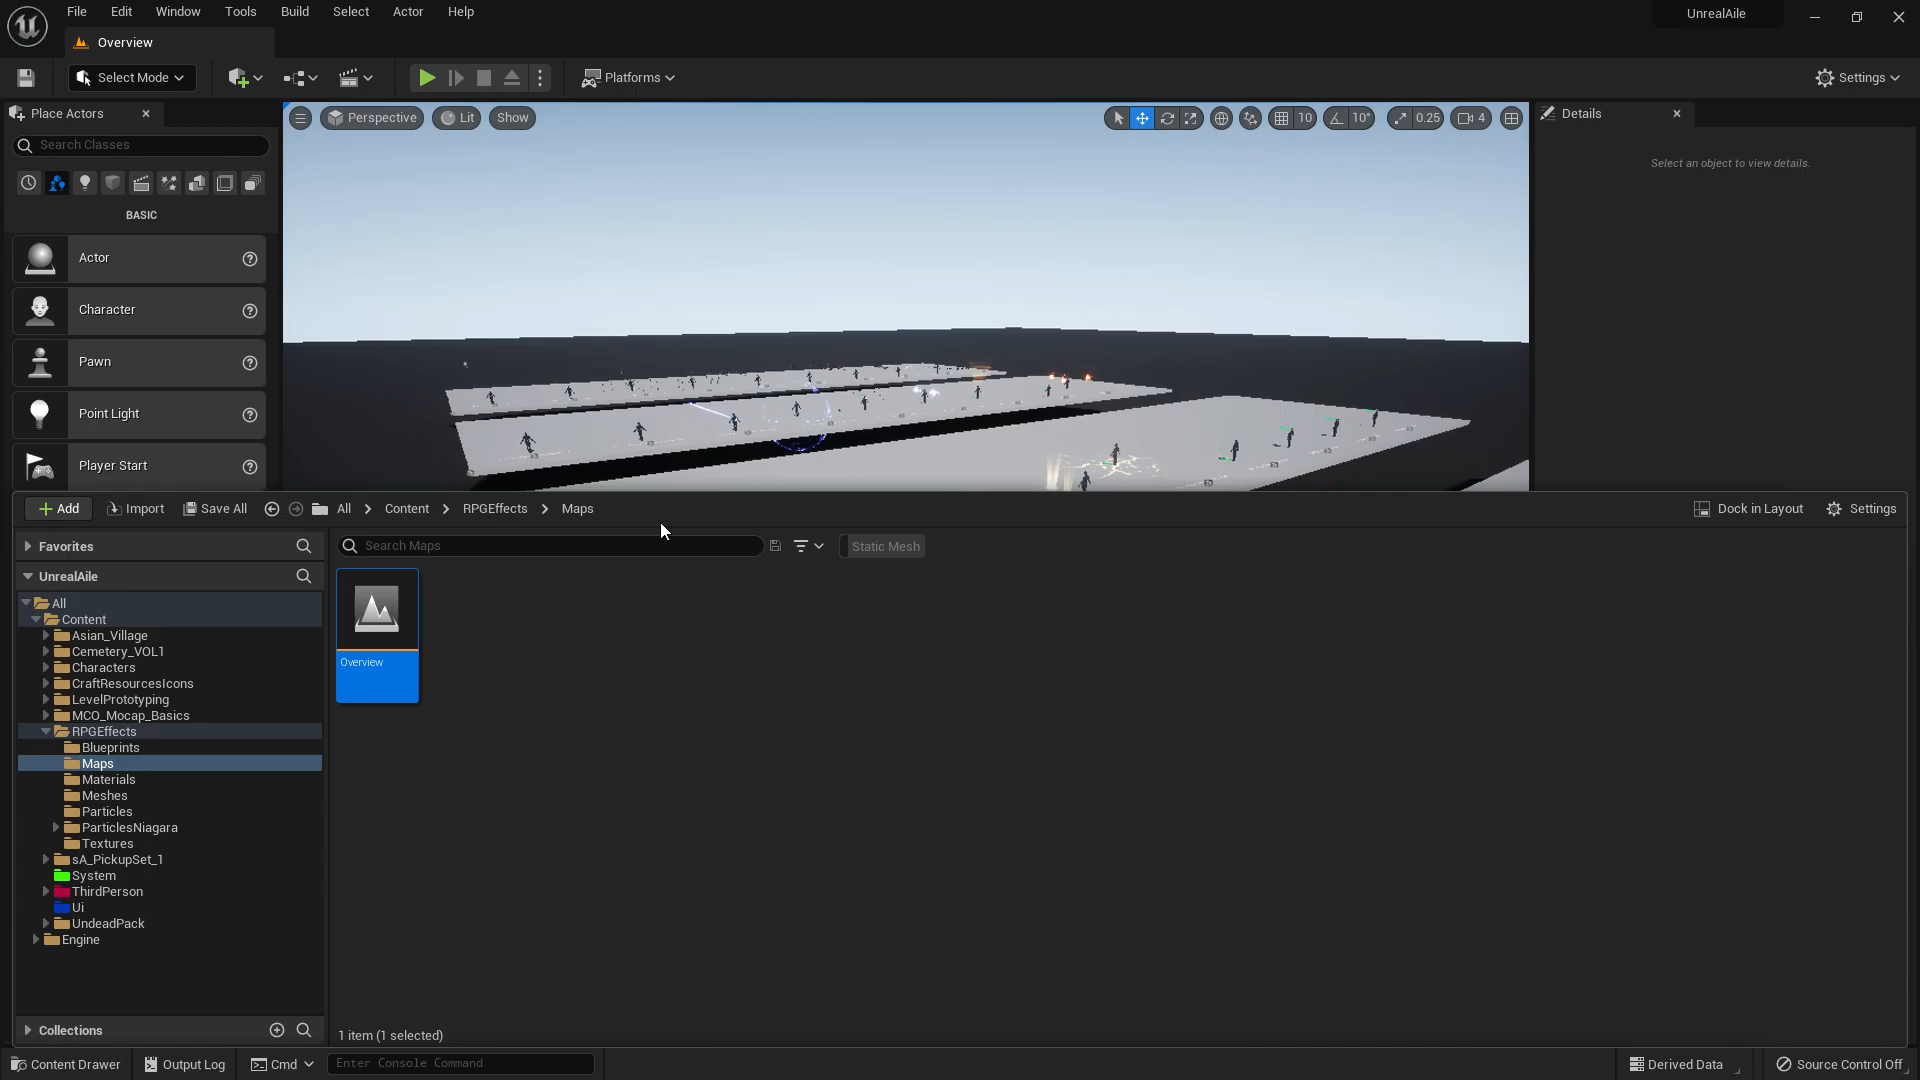 File Edit Window Tools Build Select Actor Help
UnrealAile
Overview
Select Mode
Platforms
Settings
Place Actors
Perspective
Lit
Show
10
10°
0.25
4
Details
Search Classes
Select an object to view details.
BASIC
Actor
Character
Pawn
Point Light
Player Start
Add
Import
Save All
All
Content
RPGEffects
Maps
Dock in Layout
Settings
Favorites
Search Maps
Static Mesh
UnrealAile
All
Content
Asian_Village
Cemetery_VOL1
Characters
CraftResourcesIcons
LevelPrototyping
MCO_Mocap_Basics
RPGEffects
Blueprints
Maps
Materials
Meshes
Particles
ParticlesNiagara
Textures
sA_PickupSet_1
System
ThirdPerson
Ui
UndeadPack
Engine
Overview
Collections
1 item (1 selected)
Content Drawer
Output Log
Cmd
Enter Console Command
Derived Data
Source Control Off